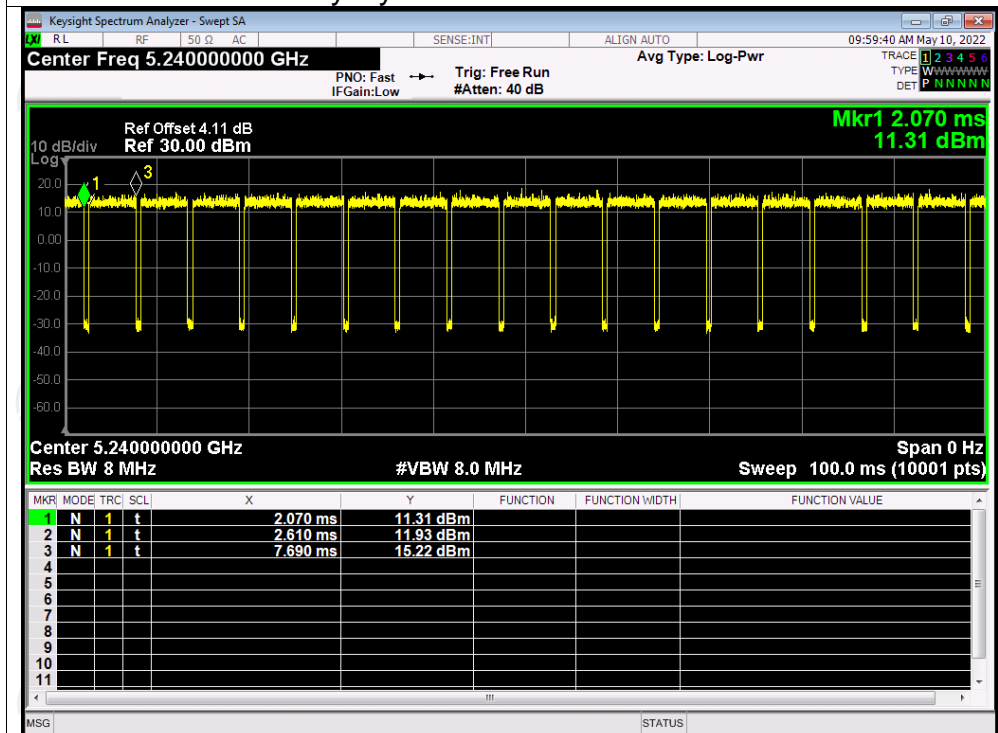 Keysight Spectrum Analyzer - Swept SA
LXI RL RF 50 Ω AC SENSE:INT ALIGN AUTO 09:59:40 AM May 10, 2022
Center Freq 5.240000000 GHz Avg Type: Log-Pwr TRACE 1 2 3 4 5 6
PNO: Fast Trig: Free Run TYPE WWWWWW
IFGain:Low #Atten: 40 dB DET P N N N N N
Mkr1 2.070 ms
11.31 dBm
Ref Offset 4.11 dB
10 dB/div Ref 30.00 dBm
Log
1
3
20.0
10.0
0.00
-10.0
-20.0
-30.0
-40.0
-50.0
-60.0
Center 5.240000000 GHz Span 0 Hz
Res BW 8 MHz #VBW 8.0 MHz Sweep 100.0 ms (10001 pts)
MKR MODE TRC SCL X Y FUNCTION FUNCTION WIDTH FUNCTION VALUE
1 N 1 t 2.070 ms 11.31 dBm
2 N 1 t 2.610 ms 11.93 dBm
3 N 1 t 7.690 ms 15.22 dBm
4
5
6
7
8
9
10
11
MSG STATUS